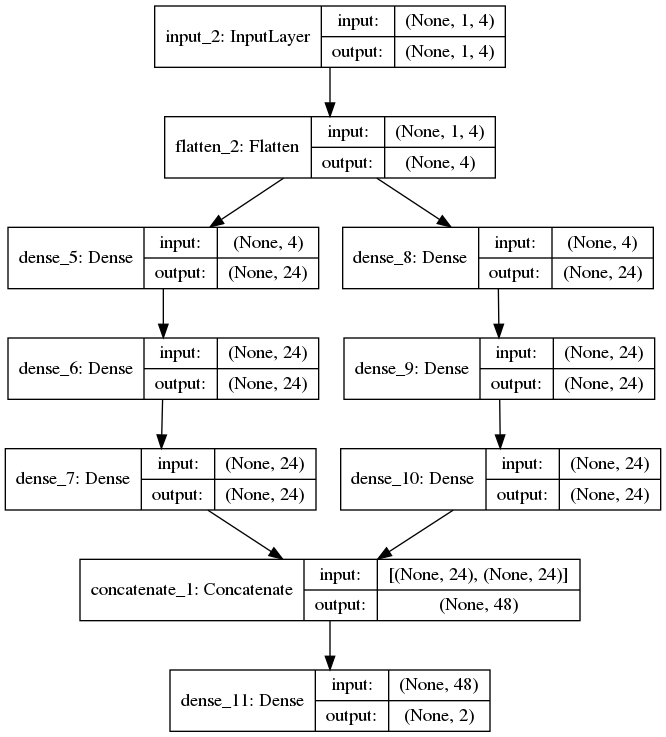 input_2: InputLayer
input: (None, 1, 4)
output: (None, 1, 4)
flatten_2: Flatten
input: (None, 1, 4)
output: (None, 4)
dense_5: Dense
input: (None, 4)
output: (None, 24)
dense_8: Dense
input: (None, 4)
output: (None, 24)
dense_6: Dense
input: (None, 24)
output: (None, 24)
dense_9: Dense
input: (None, 24)
output: (None, 24)
dense_7: Dense
input: (None, 24)
output: (None, 24)
dense_10: Dense
input: (None, 24)
output: (None, 24)
concatenate_1: Concatenate
input: [(None, 24), (None, 24)]
output: (None, 48)
dense_11: Dense
input: (None, 48)
output: (None, 2)